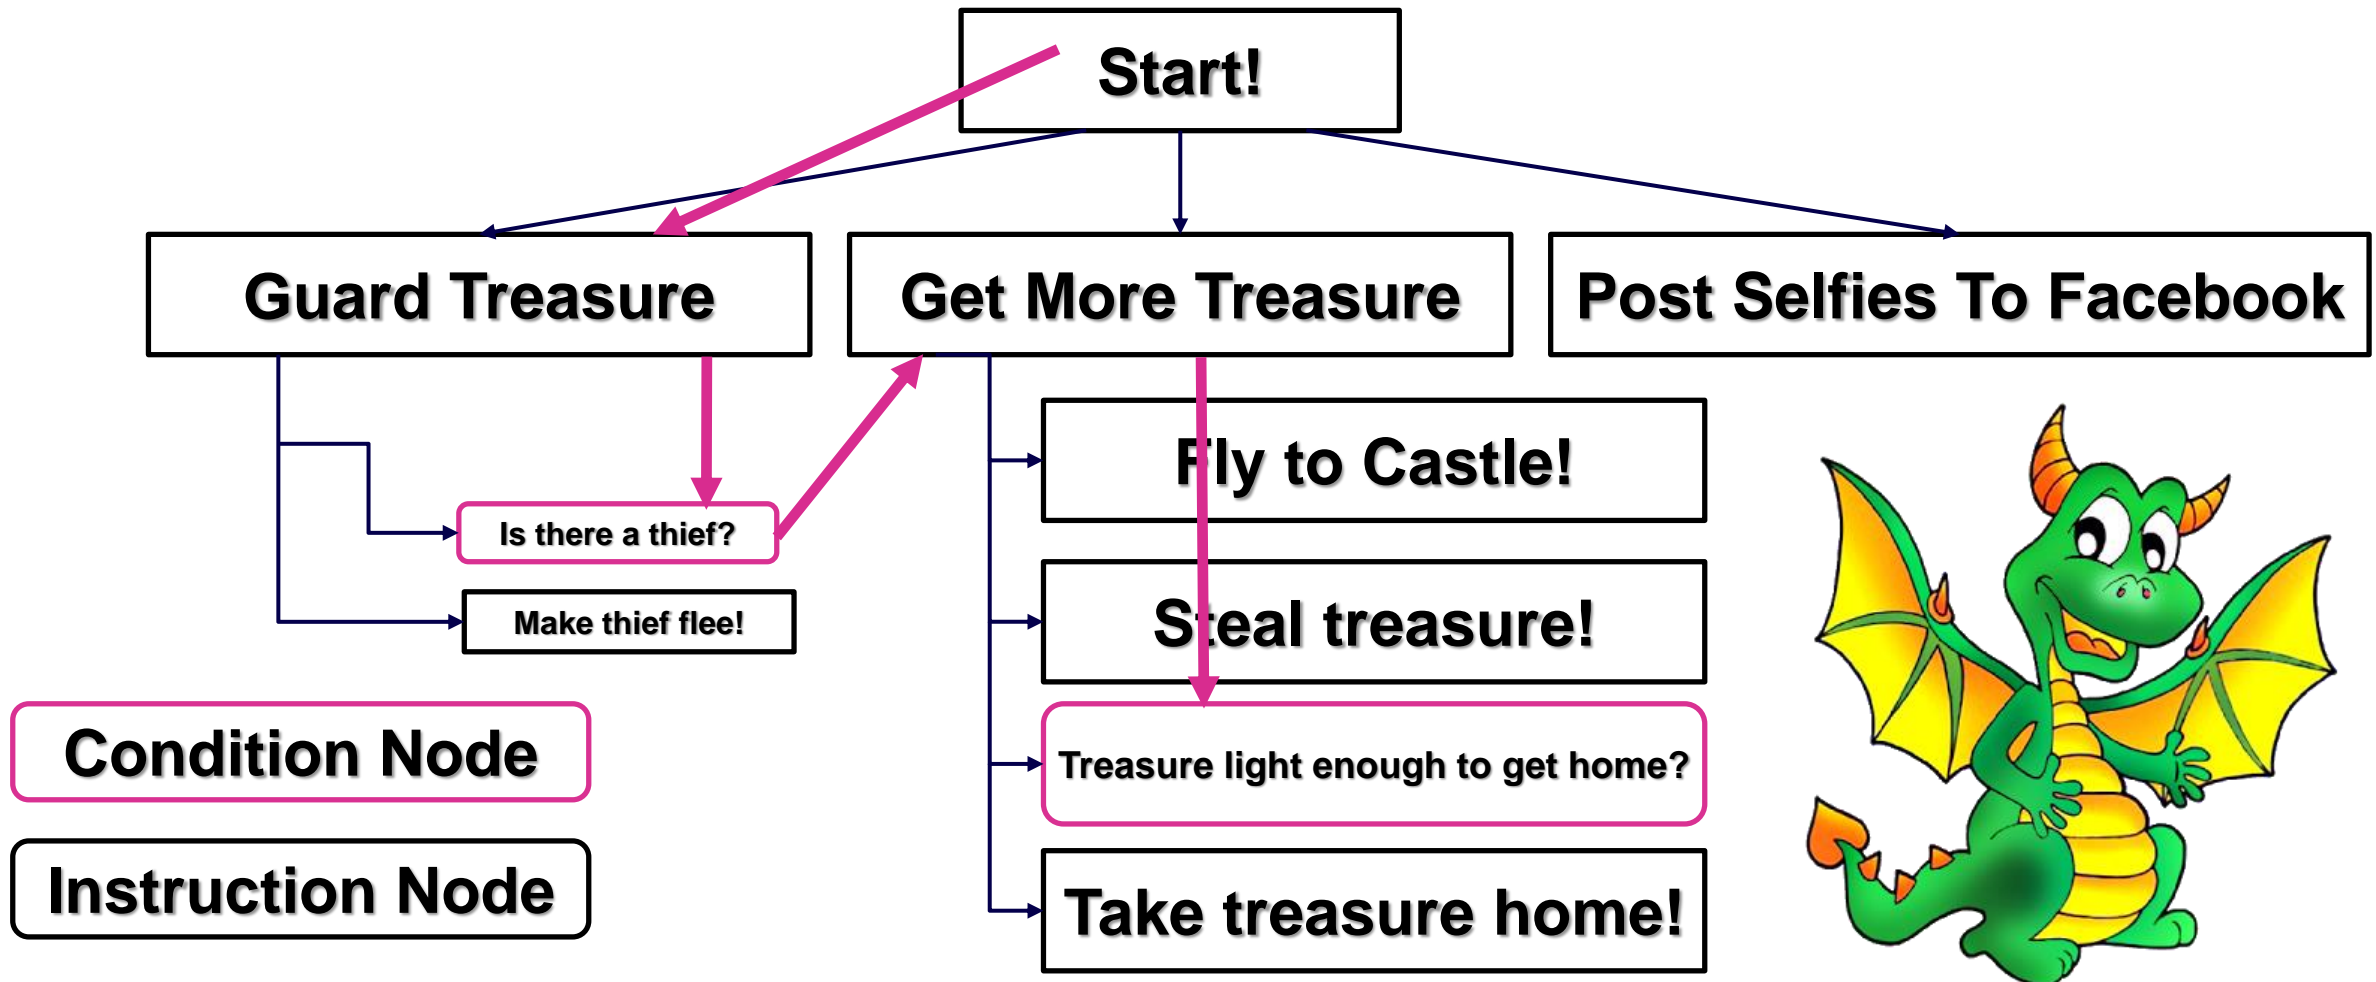 Start!
Guard Treasure
Get More Treasure
Post Selfies To Facebook
Is there a thief?
Make thief flee!
Fly to Castle!
Steal treasure!
Treasure light enough to get home?
Take treasure home!
Condition Node
Instruction Node